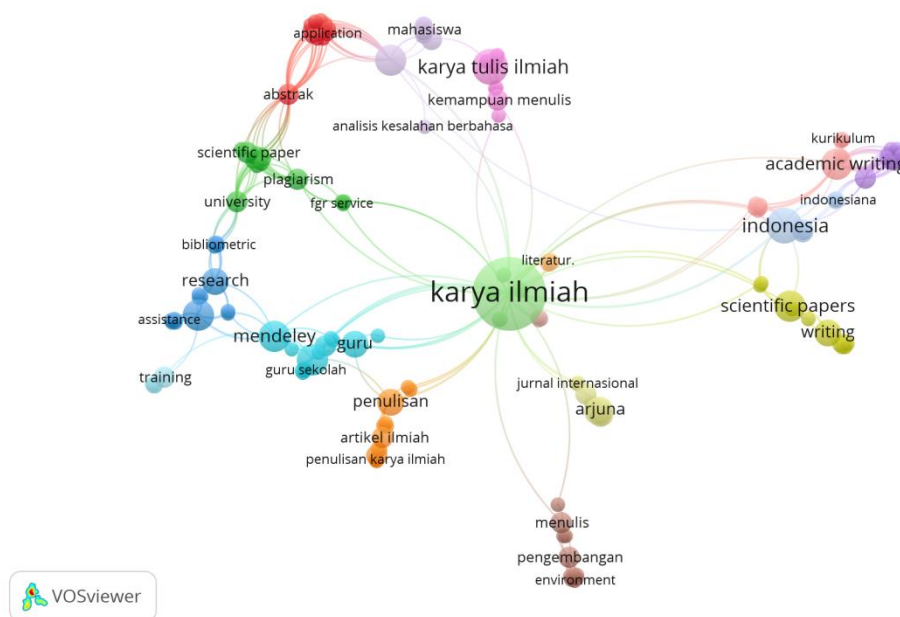 application
mahasiswa
karya tulis ilmiah
abstrak
kemampuan menulis
analisis kesalahan berbahasa
kurikulum
scientific paper
academic writing
plagiarism
university
fgr service
indonesiana
indonesia
bibliometric
literatur.
research
karya ilmiah
scientific papers
assistance
writing
mendeley
guru
guru sekolah
training
jurnal internasional
penulisan
arjuna
artikel ilmiah
penulisan karya ilmiah
menulis
pengembangan
environment
VOSviewer